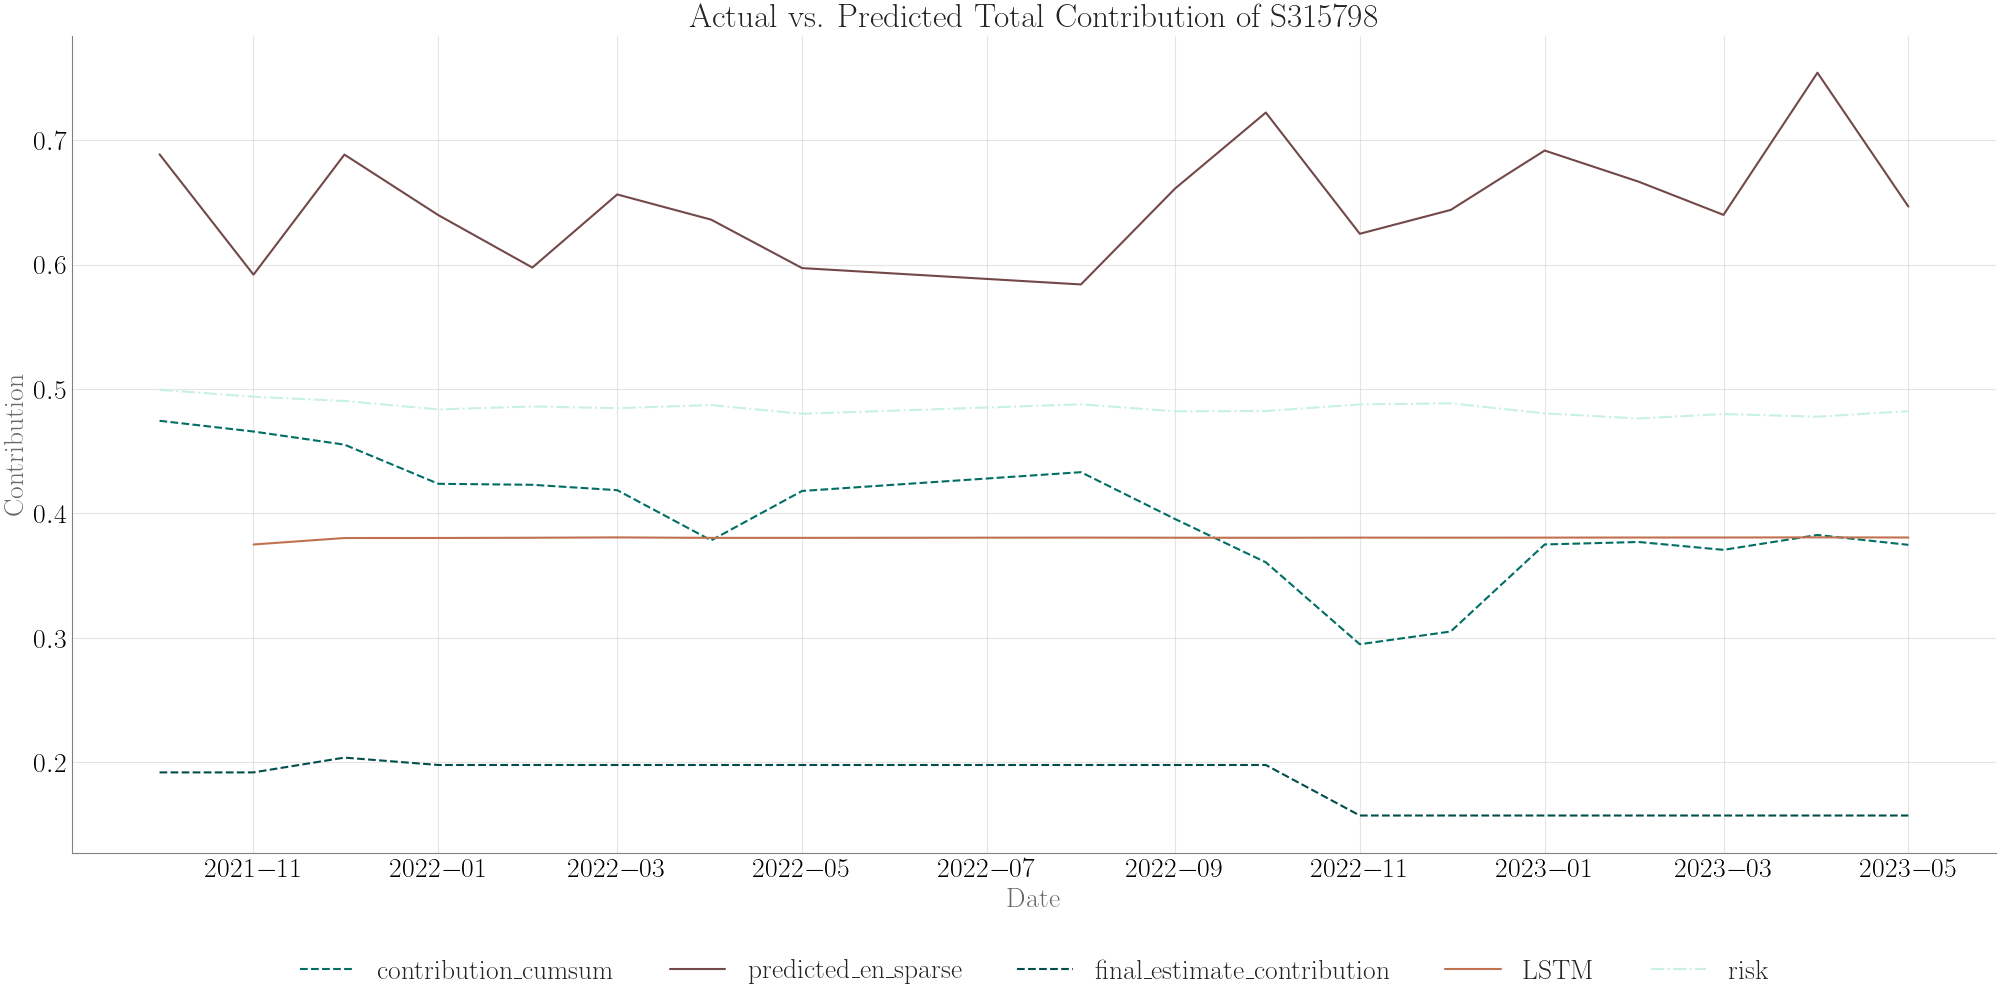 Actual vs. Predicted Total Contribution of S315798
Contribution
0.7
0.6
0.5
0.4
0.3
0.2
2021−11 2022−01 2022−03 2022−05 2022−07 2022−09 2022−11 2023−01 2023−03 2023−05
Date
contribution_cumsum predicted_en_sparse final_estimate_contribution LSTM risk